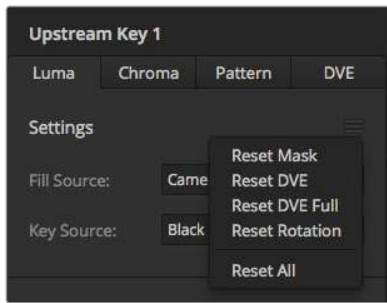 Upstream Key 1
Luma Chroma Pattern DVE
Settings
Reset Mask
Fill Source: Came Reset DVE
Reset DVE Full
Key Source: Black Reset Rotation
Reset All